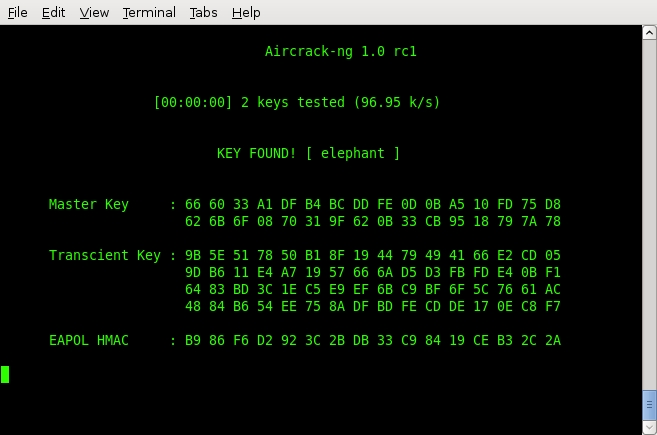 File Edit View Terminal Tabs Help
Aircrack-ng 1.0 rc1
[00:00:00] 2 keys tested (96.95 k/s)
KEY FOUND! [ elephant ]
Master Key : 66 60 33 A1 DF B4 BC DD FE 0D 0B A5 10 FD 75 D8
62 6B 6F 08 70 31 9F 62 0B 33 CB 95 18 79 7A 78
Transcient Key : 9B 5E 51 78 50 B1 8F 19 44 79 49 41 66 E2 CD 05
9D B6 11 E4 A7 19 57 66 6A D5 D3 FB FD E4 0B F1
64 83 BD 3C 1E C5 E9 EF 6B C9 BF 6F 5C 76 61 AC
48 84 B6 54 EE 75 8A DF BD FE CD DE 17 0E C8 F7
EAPOL HMAC : B9 86 F6 D2 92 3C 2B DB 33 C9 84 19 CE B3 2C 2A